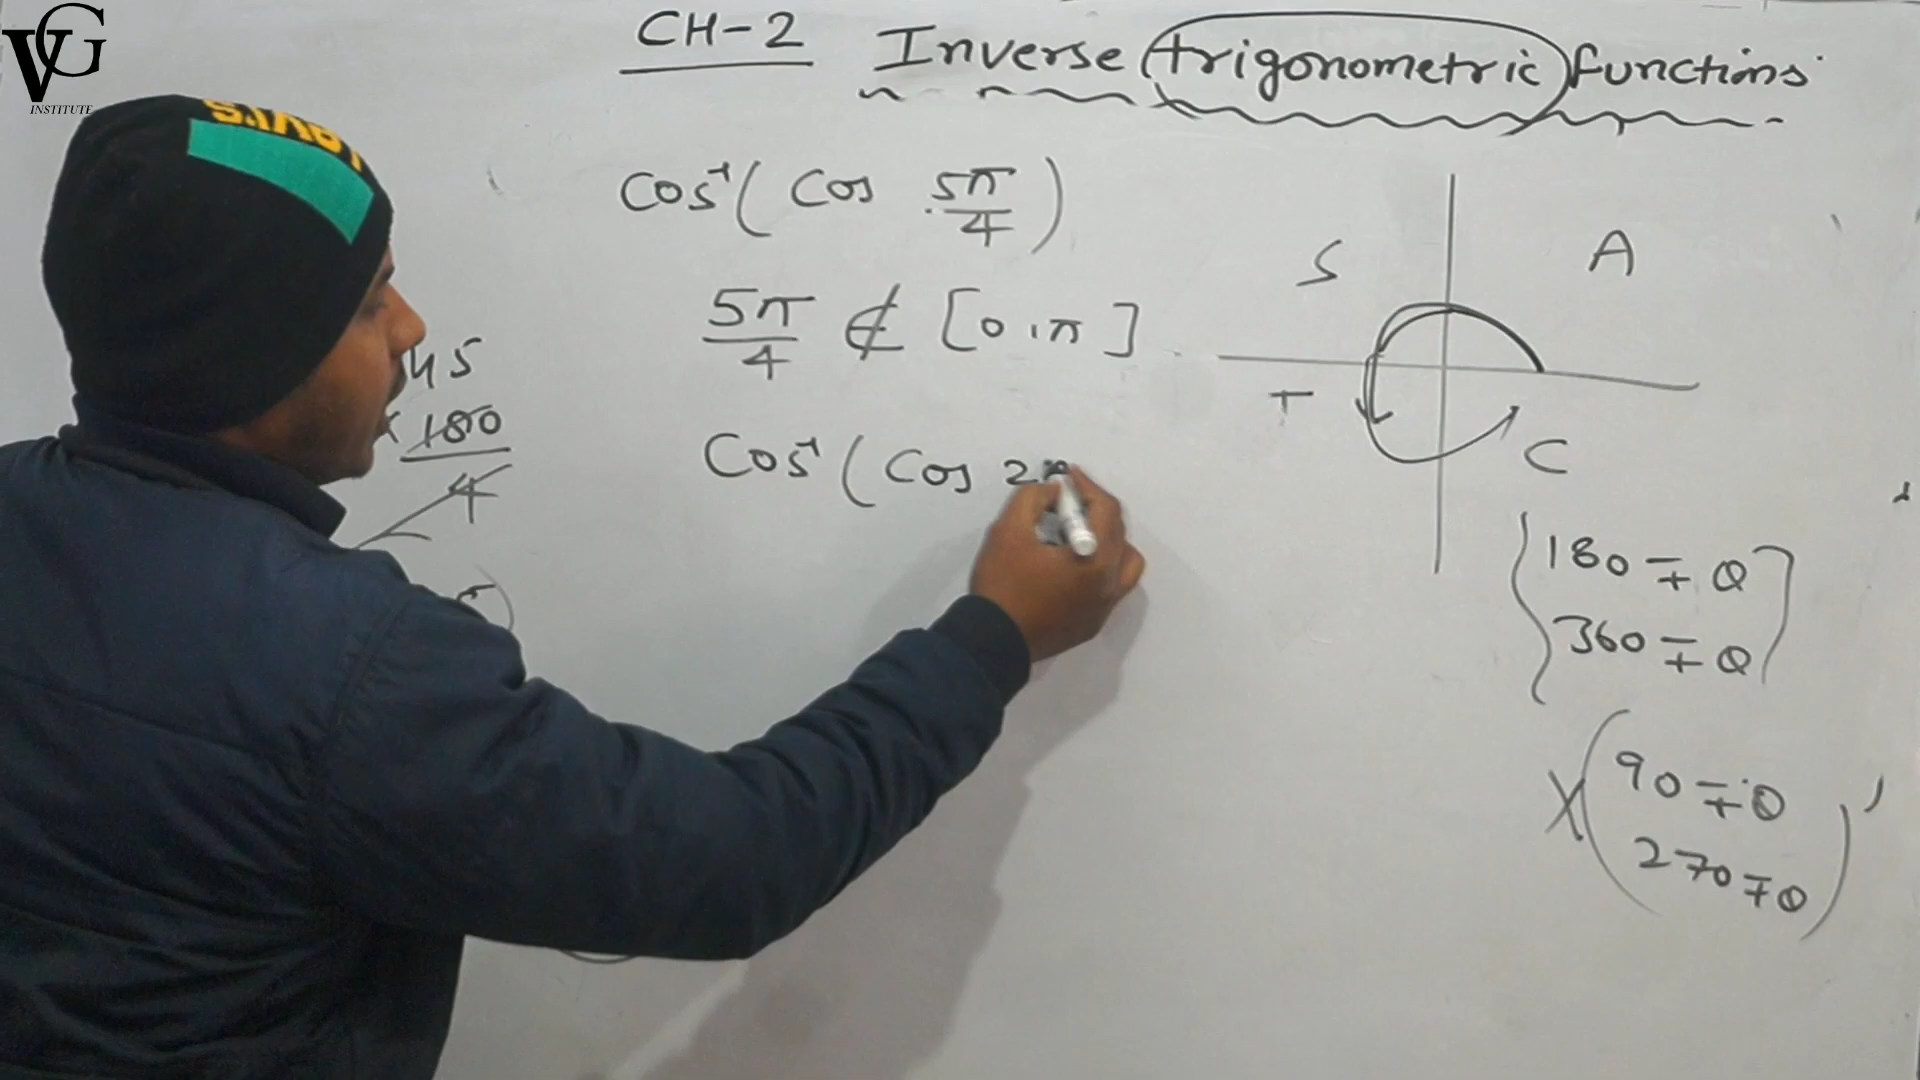 VG
INSTITUTE
CH-2 Inverse trigonometric functions
cos⁻¹(cos 5π/4)
5π/4 ∉ [0,π]
cos⁻¹(cos 2
S A
T C
45
× 180
4
180 ∓ θ
360 ∓ θ
X (90 ∓ θ
270 ∓ θ)